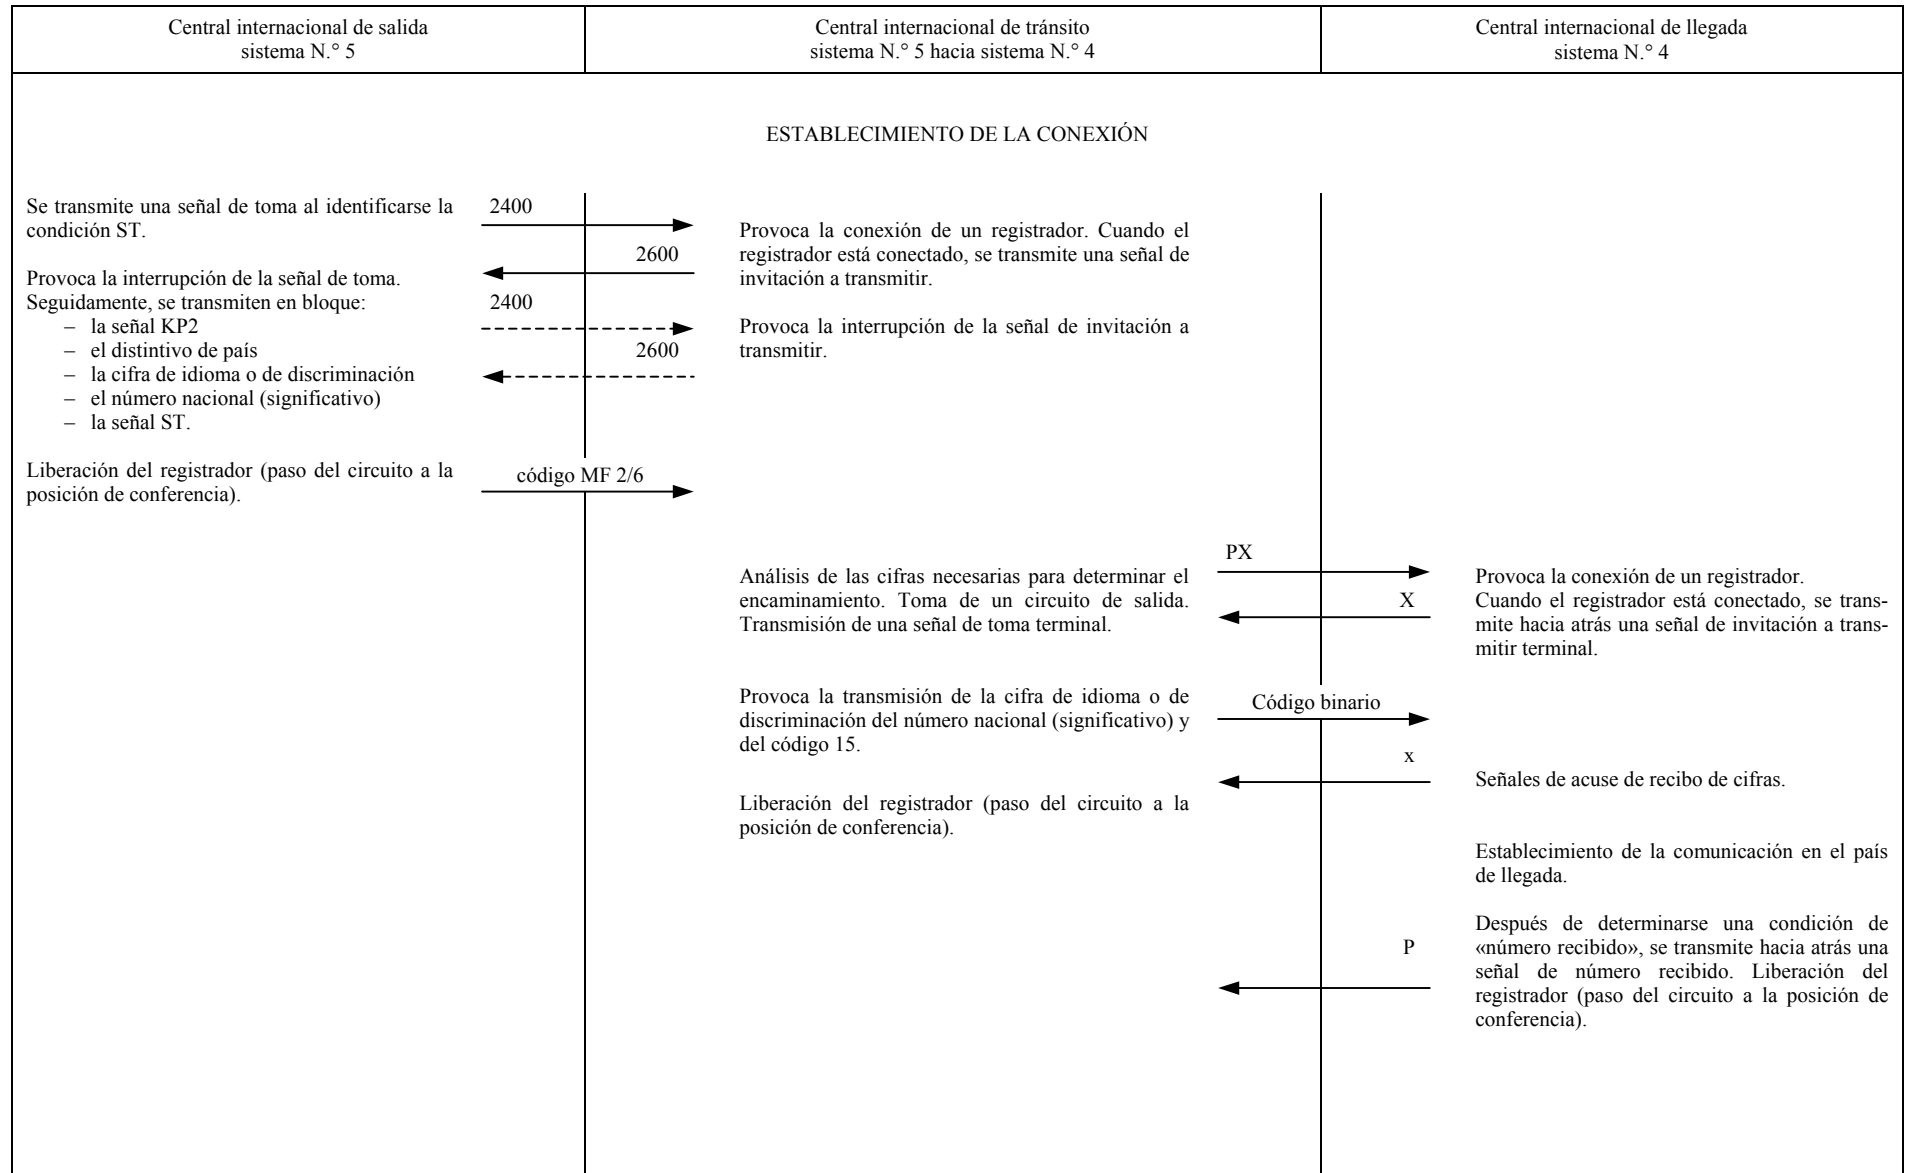 Central internacional de salida
sistema N.° 5
Central internacional de tránsito
sistema N.° 5 hacia sistema N.° 4
Central internacional de llegada
sistema N.° 4
ESTABLECIMIENTO DE LA CONEXIÓN
Se transmite una señal de toma al identificarse la
condición ST.
2400
Provoca la conexión de un registrador. Cuando el
registrador está conectado, se transmite una señal de
invitación a transmitir.
2600
Provoca la interrupción de la señal de toma.
Seguidamente, se transmiten en bloque:
– la señal KP2
– el distintivo de país
– la cifra de idioma o de discriminación
– el número nacional (significativo)
– la señal ST.
2400
Provoca la interrupción de la señal de invitación a
transmitir.
2600
Liberación del registrador (paso del circuito a la
posición de conferencia).
código MF 2/6
Análisis de las cifras necesarias para determinar el
encaminamiento. Toma de un circuito de salida.
Transmisión de una señal de toma terminal.
PX
X
Provoca la conexión de un registrador.
Cuando el registrador está conectado, se trans-
mite hacia atrás una señal de invitación a trans-
mitir terminal.
Provoca la transmisión de la cifra de idioma o de
discriminación del número nacional (significativo) y
del código 15.
Código binario
x
Señales de acuse de recibo de cifras.
Liberación del registrador (paso del circuito a la
posición de conferencia).
Establecimiento de la comunicación en el país
de llegada.
P
Después de determinarse una condición de
«número recibido», se transmite hacia atrás una
señal de número recibido. Liberación del
registrador (paso del circuito a la posición de
conferencia).